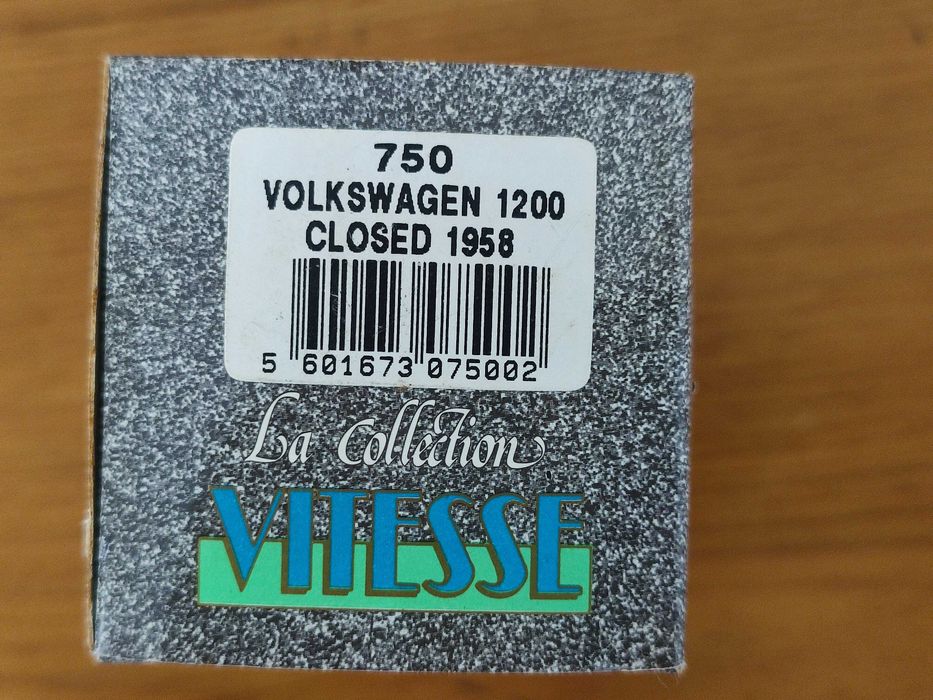 750
VOLKSWAGEN 1200
CLOSED 1958
5 601673 075002
La Collection
VITESSE